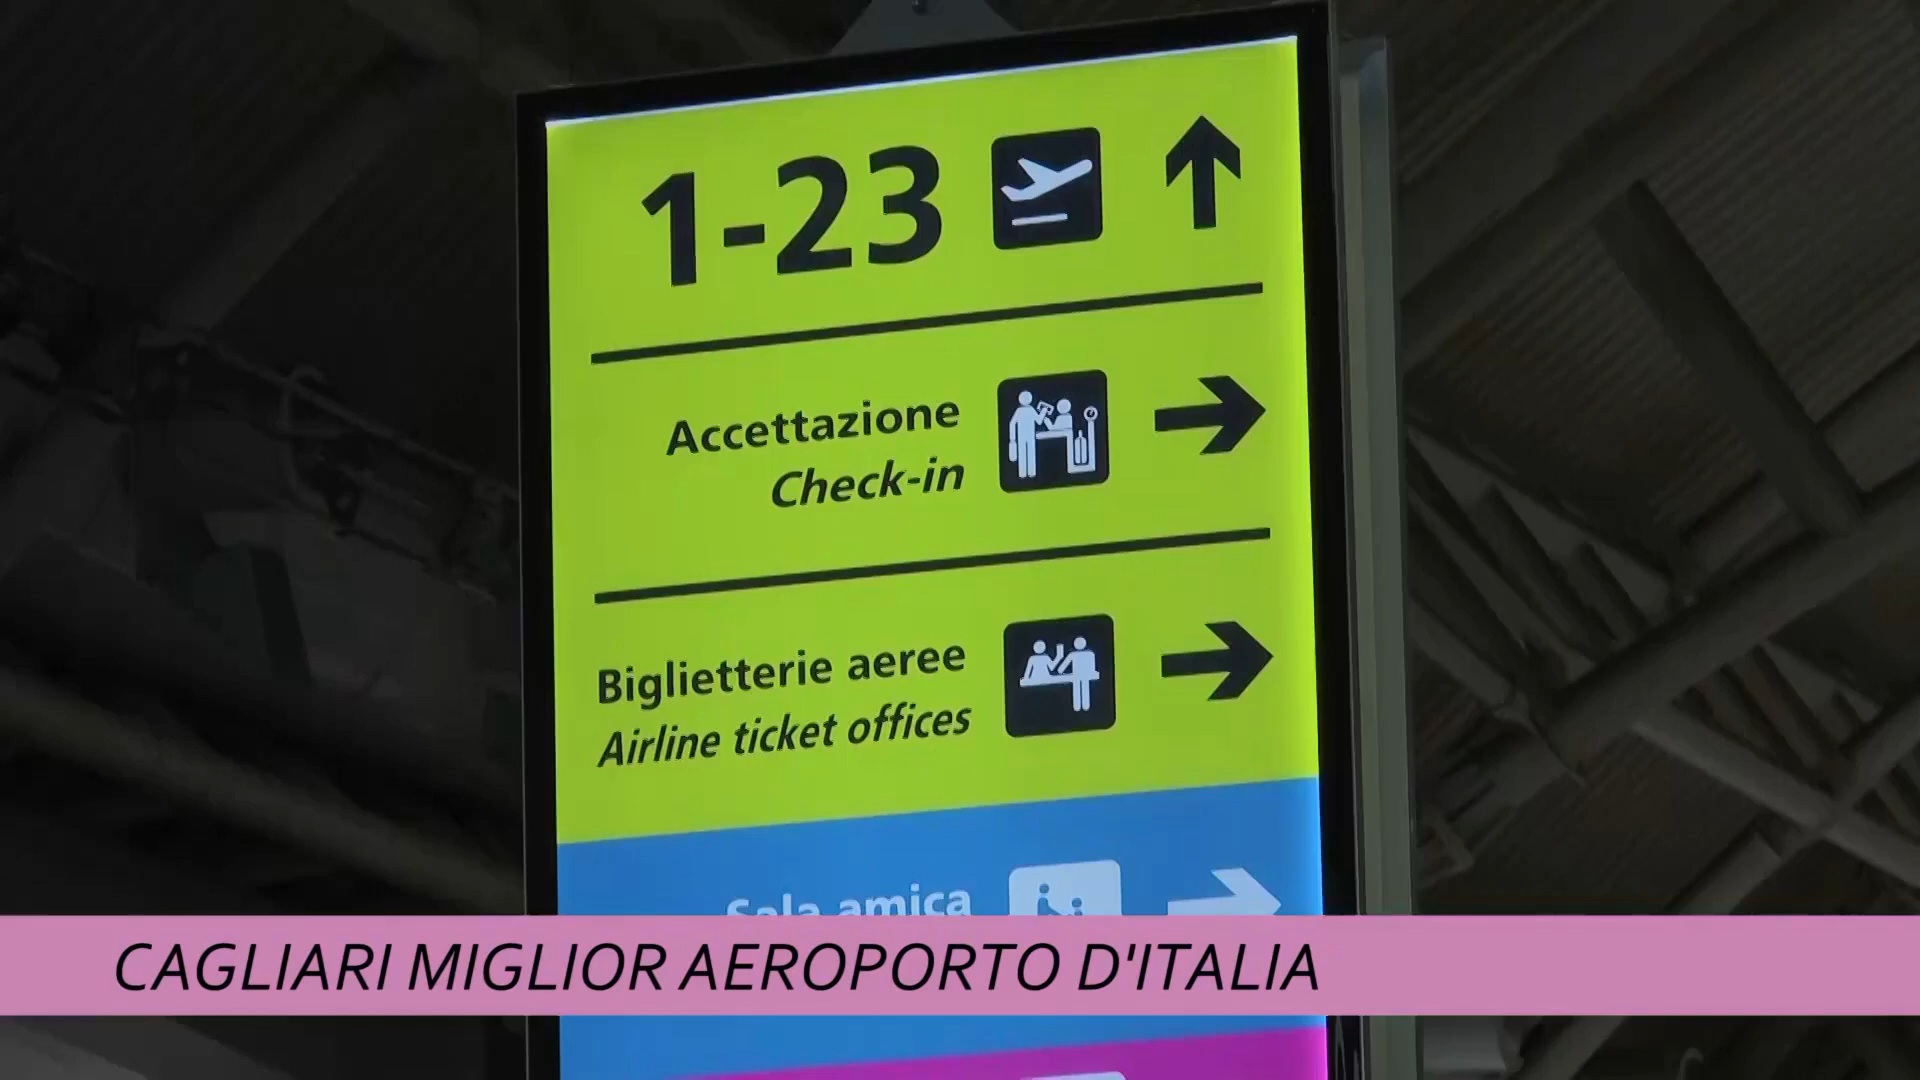 1-23
Accettazione
Check-in
Biglietterie aeree
Airline ticket offices
Sala amica
CAGLIARI MIGLIOR AEROPORTO D'ITALIA